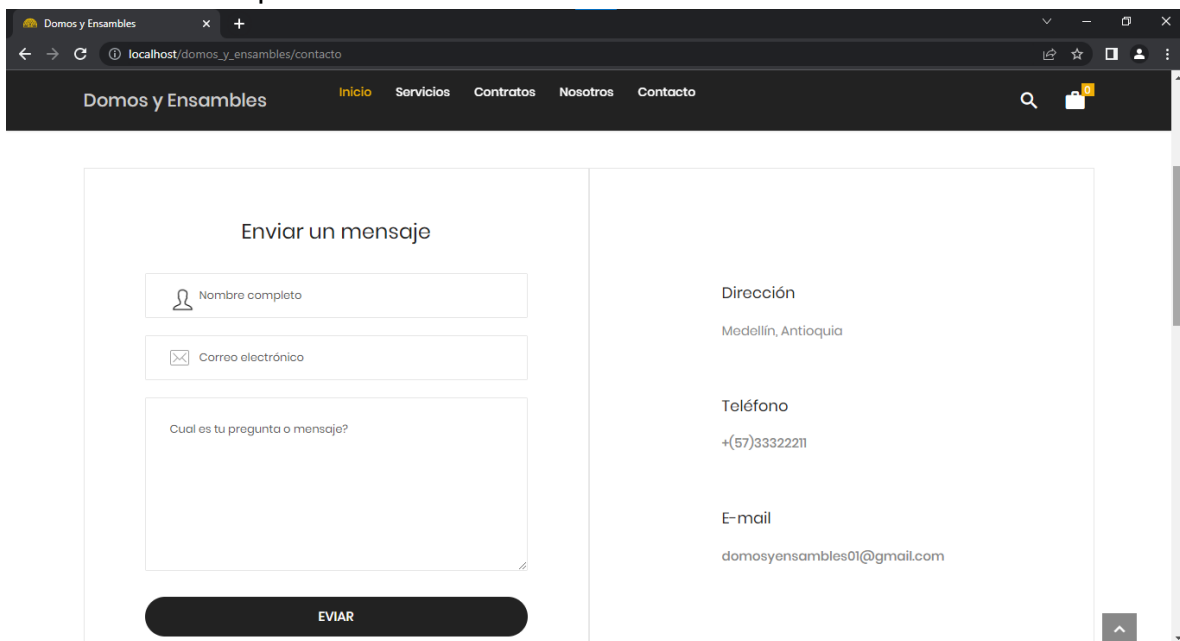 Domos y Ensambles
localhost/domos_y_ensambles/contacto
Domos y Ensambles
Inicio Servicios Contratos Nosotros Contacto
0
Enviar un mensaje
Nombre completo
Correo electrónico
Cual es tu pregunta o mensaje?
EVIAR
Dirección
Medellín, Antioquia
Teléfono
+(57)33322211
E-mail
domosyensambles01@gmail.com